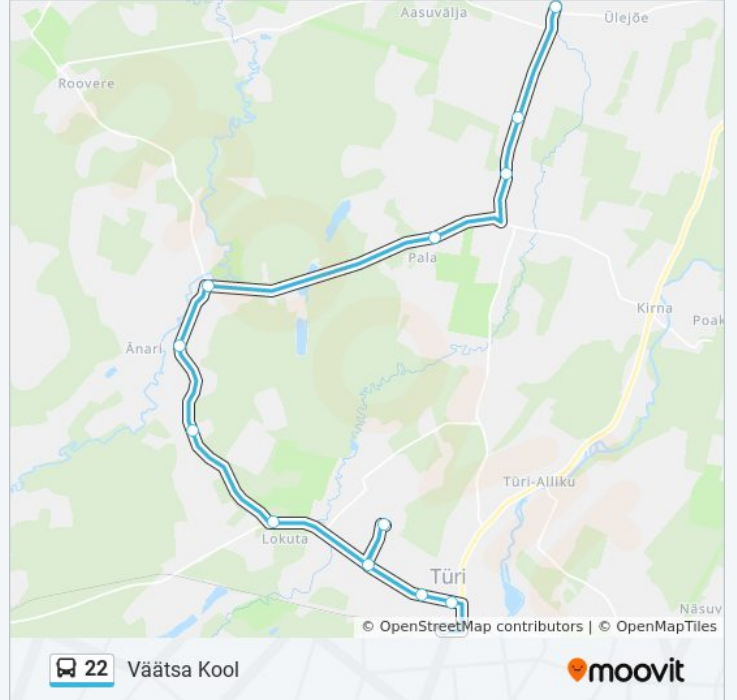 Aasuvälja
Ülejõe
Roovere
Pala
Kirna
Poak
Änari
Türi-Alliku
Lokuta
Türi
Näsuv
© OpenStreetMap contributors | © OpenMapTiles
22 Väätsa Kool
moovit